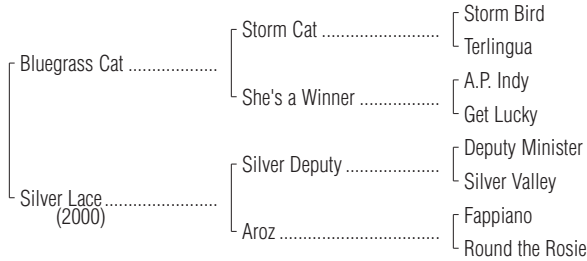 Storm Bird
Storm Cat ........................
Terlingua
Bluegrass Cat ..................
A.P. Indy
She's a Winner ................
Get Lucky
Deputy Minister
Silver Deputy ...................
Silver Valley
Silver Lace .......................
(2000)
Fappiano
Aroz ................................
Round the Rosie